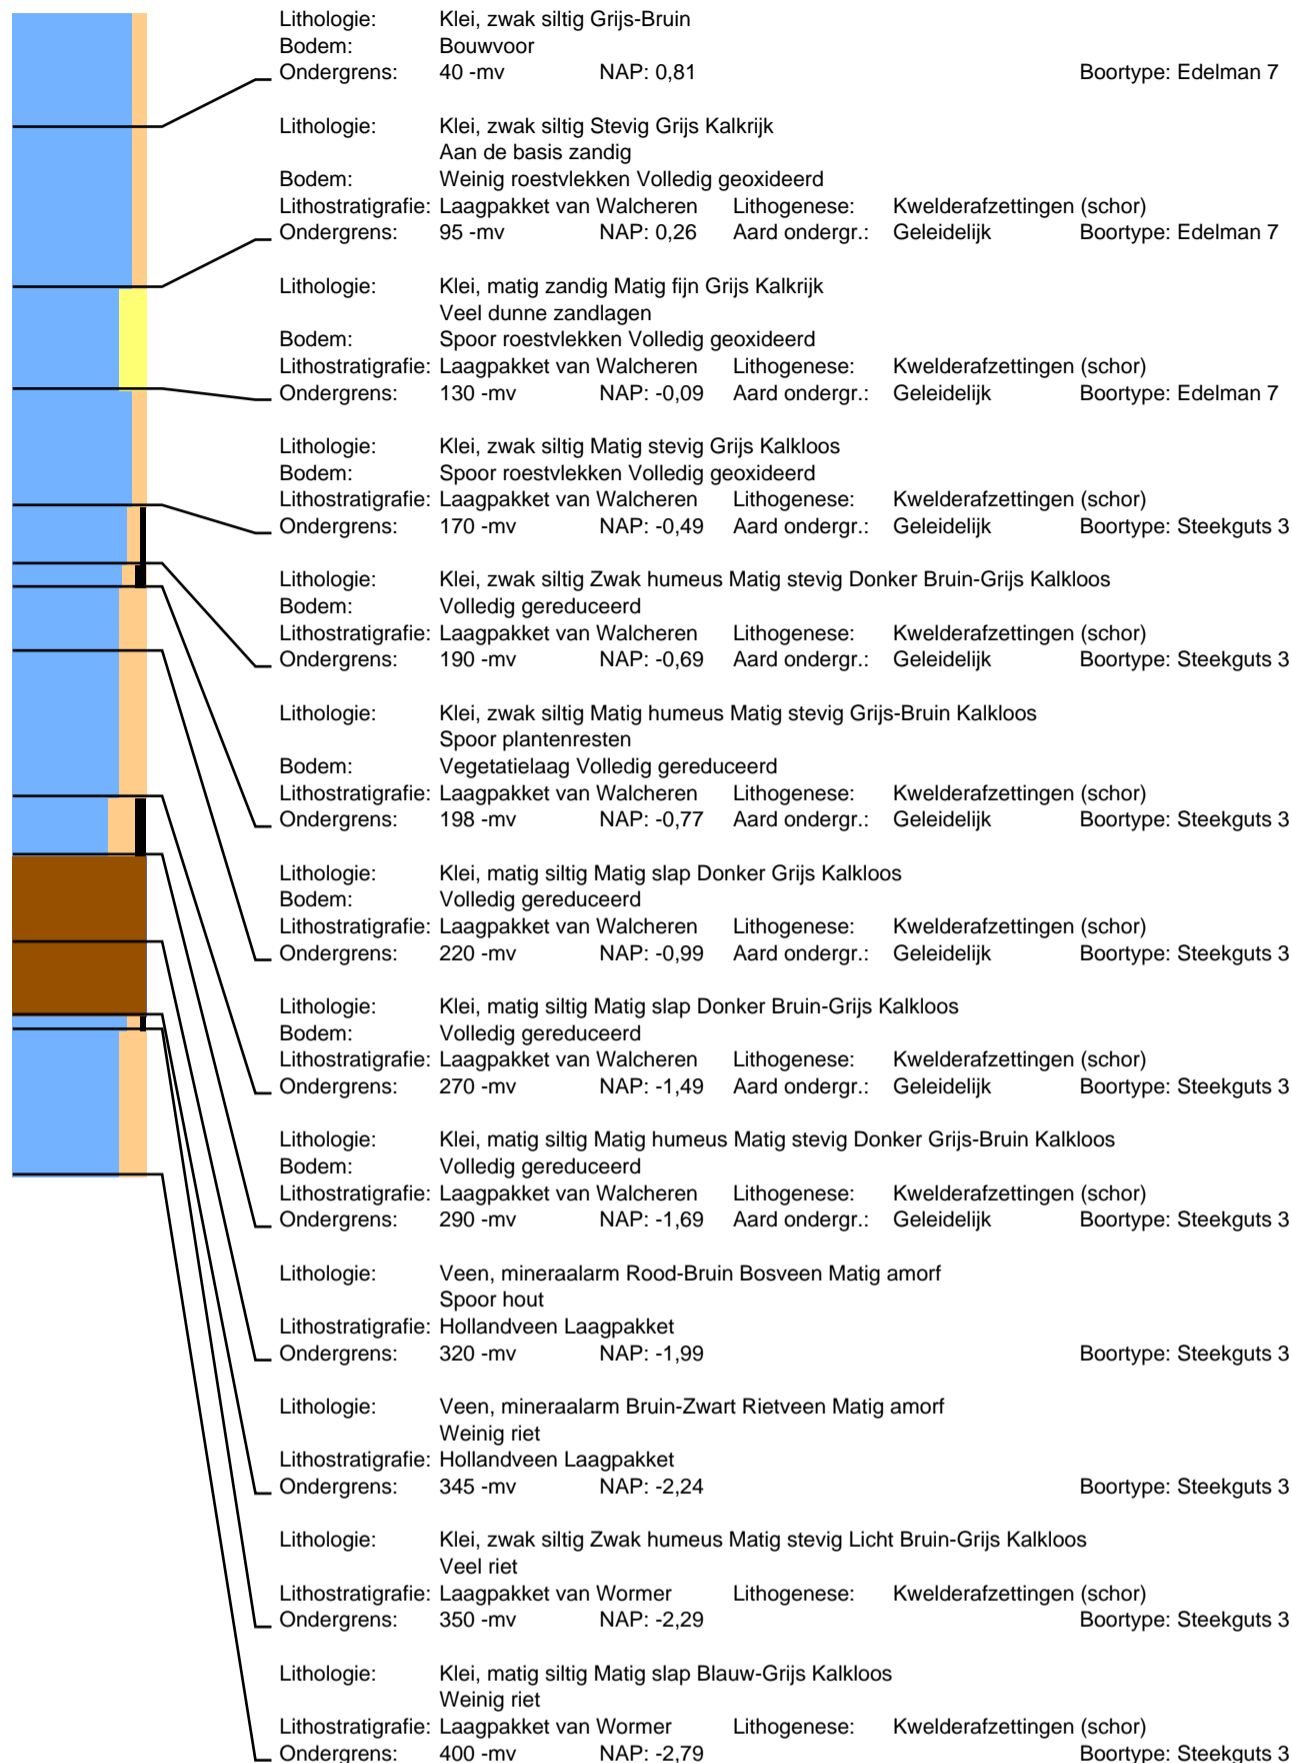 Lithologie: Klei, zwak siltig Grijs-Bruin
Bodem: Bouwvoor
Ondergrens: 40 -mv NAP: 0,81 Boortype: Edelman 7
Lithologie: Klei, zwak siltig Stevig Grijs Kalkrijk
Aan de basis zandig
Bodem: Weinig roestvlekken Volledig geoxideerd
Lithostratigrafie: Laagpakket van Walcheren Lithogenese: Kwelderafzettingen (schor)
Ondergrens: 95 -mv NAP: 0,26 Aard ondergr.: Geleidelijk Boortype: Edelman 7
Lithologie: Klei, matig zandig Matig fijn Grijs Kalkrijk
Veel dunne zandlagen
Bodem: Spoor roestvlekken Volledig geoxideerd
Lithostratigrafie: Laagpakket van Walcheren Lithogenese: Kwelderafzettingen (schor)
Ondergrens: 130 -mv NAP: -0,09 Aard ondergr.: Geleidelijk Boortype: Edelman 7
Lithologie: Klei, zwak siltig Matig stevig Grijs Kalkloos
Bodem: Spoor roestvlekken Volledig geoxideerd
Lithostratigrafie: Laagpakket van Walcheren Lithogenese: Kwelderafzettingen (schor)
Ondergrens: 170 -mv NAP: -0,49 Aard ondergr.: Geleidelijk Boortype: Steekguts 3
Lithologie: Klei, zwak siltig Zwak humeus Matig stevig Donker Bruin-Grijs Kalkloos
Bodem: Volledig gereduceerd
Lithostratigrafie: Laagpakket van Walcheren Lithogenese: Kwelderafzettingen (schor)
Ondergrens: 190 -mv NAP: -0,69 Aard ondergr.: Geleidelijk Boortype: Steekguts 3
Lithologie: Klei, zwak siltig Matig humeus Matig stevig Grijs-Bruin Kalkloos
Spoor plantenresten
Bodem: Vegetatielaag Volledig gereduceerd
Lithostratigrafie: Laagpakket van Walcheren Lithogenese: Kwelderafzettingen (schor)
Ondergrens: 198 -mv NAP: -0,77 Aard ondergr.: Geleidelijk Boortype: Steekguts 3
Lithologie: Klei, matig siltig Matig slap Donker Grijs Kalkloos
Bodem: Volledig gereduceerd
Lithostratigrafie: Laagpakket van Walcheren Lithogenese: Kwelderafzettingen (schor)
Ondergrens: 220 -mv NAP: -0,99 Aard ondergr.: Geleidelijk Boortype: Steekguts 3
Lithologie: Klei, matig siltig Matig slap Donker Bruin-Grijs Kalkloos
Bodem: Volledig gereduceerd
Lithostratigrafie: Laagpakket van Walcheren Lithogenese: Kwelderafzettingen (schor)
Ondergrens: 270 -mv NAP: -1,49 Aard ondergr.: Geleidelijk Boortype: Steekguts 3
Lithologie: Klei, matig siltig Matig humeus Matig stevig Donker Grijs-Bruin Kalkloos
Bodem: Volledig gereduceerd
Lithostratigrafie: Laagpakket van Walcheren Lithogenese: Kwelderafzettingen (schor)
Ondergrens: 290 -mv NAP: -1,69 Aard ondergr.: Geleidelijk Boortype: Steekguts 3
Lithologie: Veen, mineraalarm Rood-Bruin Bosveen Matig amorf
Spoor hout
Lithostratigrafie: Hollandveen Laagpakket
Ondergrens: 320 -mv NAP: -1,99 Boortype: Steekguts 3
Lithologie: Veen, mineraalarm Bruin-Zwart Rietveen Matig amorf
Weinig riet
Lithostratigrafie: Hollandveen Laagpakket
Ondergrens: 345 -mv NAP: -2,24 Boortype: Steekguts 3
Lithologie: Klei, zwak siltig Zwak humeus Matig stevig Licht Bruin-Grijs Kalkloos
Veel riet
Lithostratigrafie: Laagpakket van Wormer Lithogenese: Kwelderafzettingen (schor)
Ondergrens: 350 -mv NAP: -2,29 Boortype: Steekguts 3
Lithologie: Klei, matig siltig Matig slap Blauw-Grijs Kalkloos
Weinig riet
Lithostratigrafie: Laagpakket van Wormer Lithogenese: Kwelderafzettingen (schor)
Ondergrens: 400 -mv NAP: -2,79 Boortype: Steekguts 3